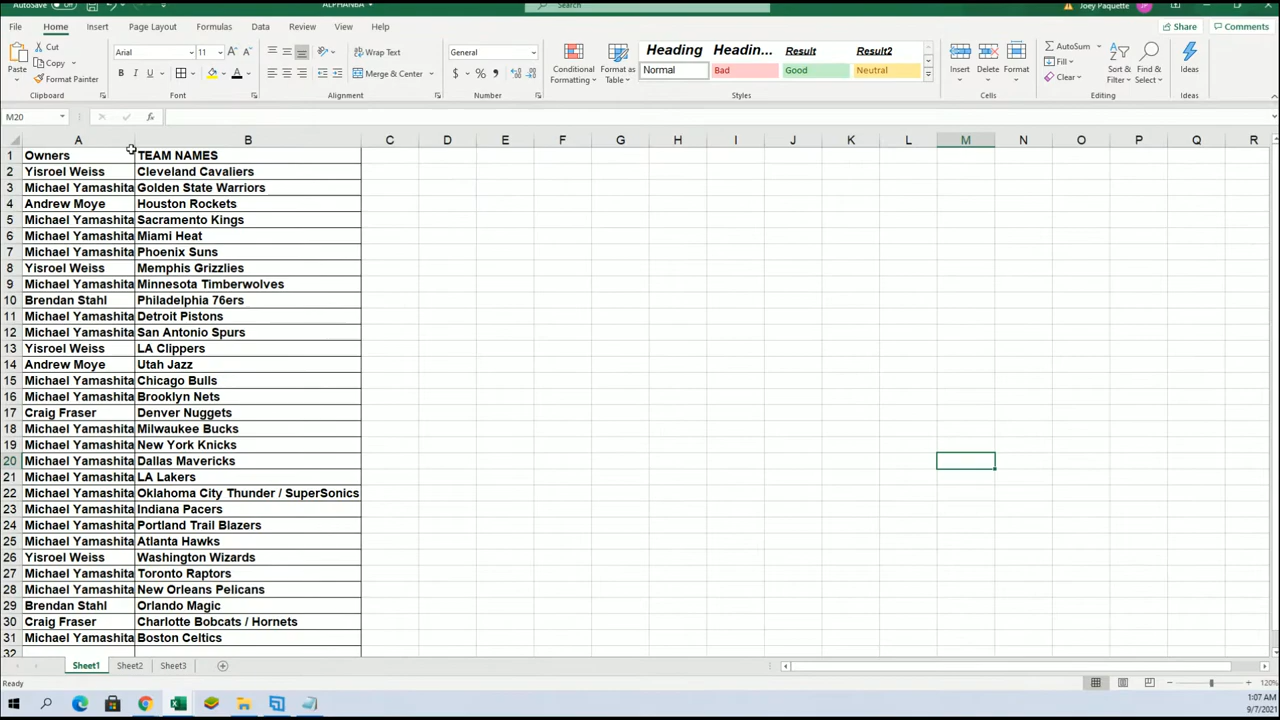 AutoSave
ALPHANBA
Search
Joey Paquette
File Home Insert Page Layout Formulas Data Review View Help Share Comments
Cut
Copy
Format Painter
Paste
Arial 11
Wrap Text
Merge & Center
General
Conditional Formatting
Format as Table
Heading Headin... Result Result2
Normal Bad Good Neutral
Insert Delete Format
AutoSum
Fill
Clear
Sort & Filter
Find & Select
Ideas
Clipboard Font Alignment Number Styles Cells Editing Ideas
M20 fx
A B C D E F G H I J K L M N O P Q R
1 Owners TEAM NAMES
2 Yisroel Weiss Cleveland Cavaliers
3 Michael Yamashita Golden State Warriors
4 Andrew Moye Houston Rockets
5 Michael Yamashita Sacramento Kings
6 Michael Yamashita Miami Heat
7 Michael Yamashita Phoenix Suns
8 Yisroel Weiss Memphis Grizzlies
9 Michael Yamashita Minnesota Timberwolves
10 Brendan Stahl Philadelphia 76ers
11 Michael Yamashita Detroit Pistons
12 Michael Yamashita San Antonio Spurs
13 Yisroel Weiss LA Clippers
14 Andrew Moye Utah Jazz
15 Michael Yamashita Chicago Bulls
16 Michael Yamashita Brooklyn Nets
17 Craig Fraser Denver Nuggets
18 Michael Yamashita Milwaukee Bucks
19 Michael Yamashita New York Knicks
20 Michael Yamashita Dallas Mavericks
21 Michael Yamashita LA Lakers
22 Michael Yamashita Oklahoma City Thunder / SuperSonics
23 Michael Yamashita Indiana Pacers
24 Michael Yamashita Portland Trail Blazers
25 Michael Yamashita Atlanta Hawks
26 Yisroel Weiss Washington Wizards
27 Michael Yamashita Toronto Raptors
28 Michael Yamashita New Orleans Pelicans
29 Brendan Stahl Orlando Magic
30 Craig Fraser Charlotte Bobcats / Hornets
31 Michael Yamashita Boston Celtics
32
Sheet1 Sheet2 Sheet3
Ready 120%
1:07 AM
9/7/2021